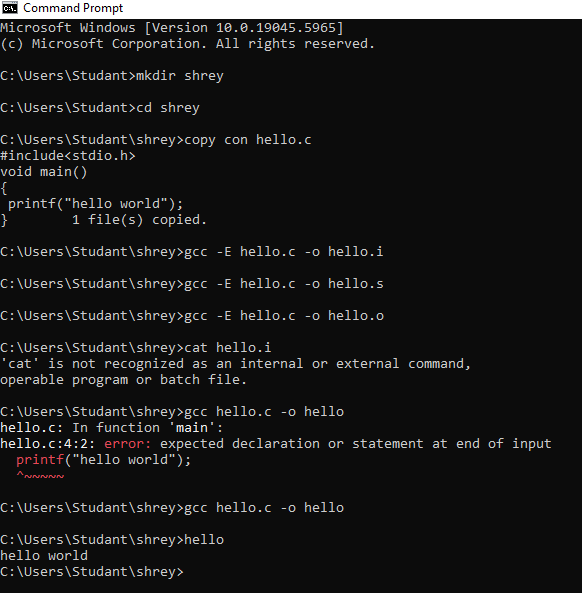 Command Prompt
Microsoft Windows [Version 10.0.19045.5965]
(c) Microsoft Corporation. All rights reserved.
C:\Users\Studant>mkdir shrey
C:\Users\Studant>cd shrey
C:\Users\Studant\shrey>copy con hello.c
#include<stdio.h>
void main()
{
 printf("hello world");
}        1 file(s) copied.
C:\Users\Studant\shrey>gcc -E hello.c -o hello.i
C:\Users\Studant\shrey>gcc -E hello.c -o hello.s
C:\Users\Studant\shrey>gcc -E hello.c -o hello.o
C:\Users\Studant\shrey>cat hello.i
'cat' is not recognized as an internal or external command,
operable program or batch file.
C:\Users\Studant\shrey>gcc hello.c -o hello
hello.c: In function 'main':
hello.c:4:2: error: expected declaration or statement at end of input
  printf("hello world");
  ^~~~~~
C:\Users\Studant\shrey>gcc hello.c -o hello
C:\Users\Studant\shrey>hello
hello world
C:\Users\Studant\shrey>